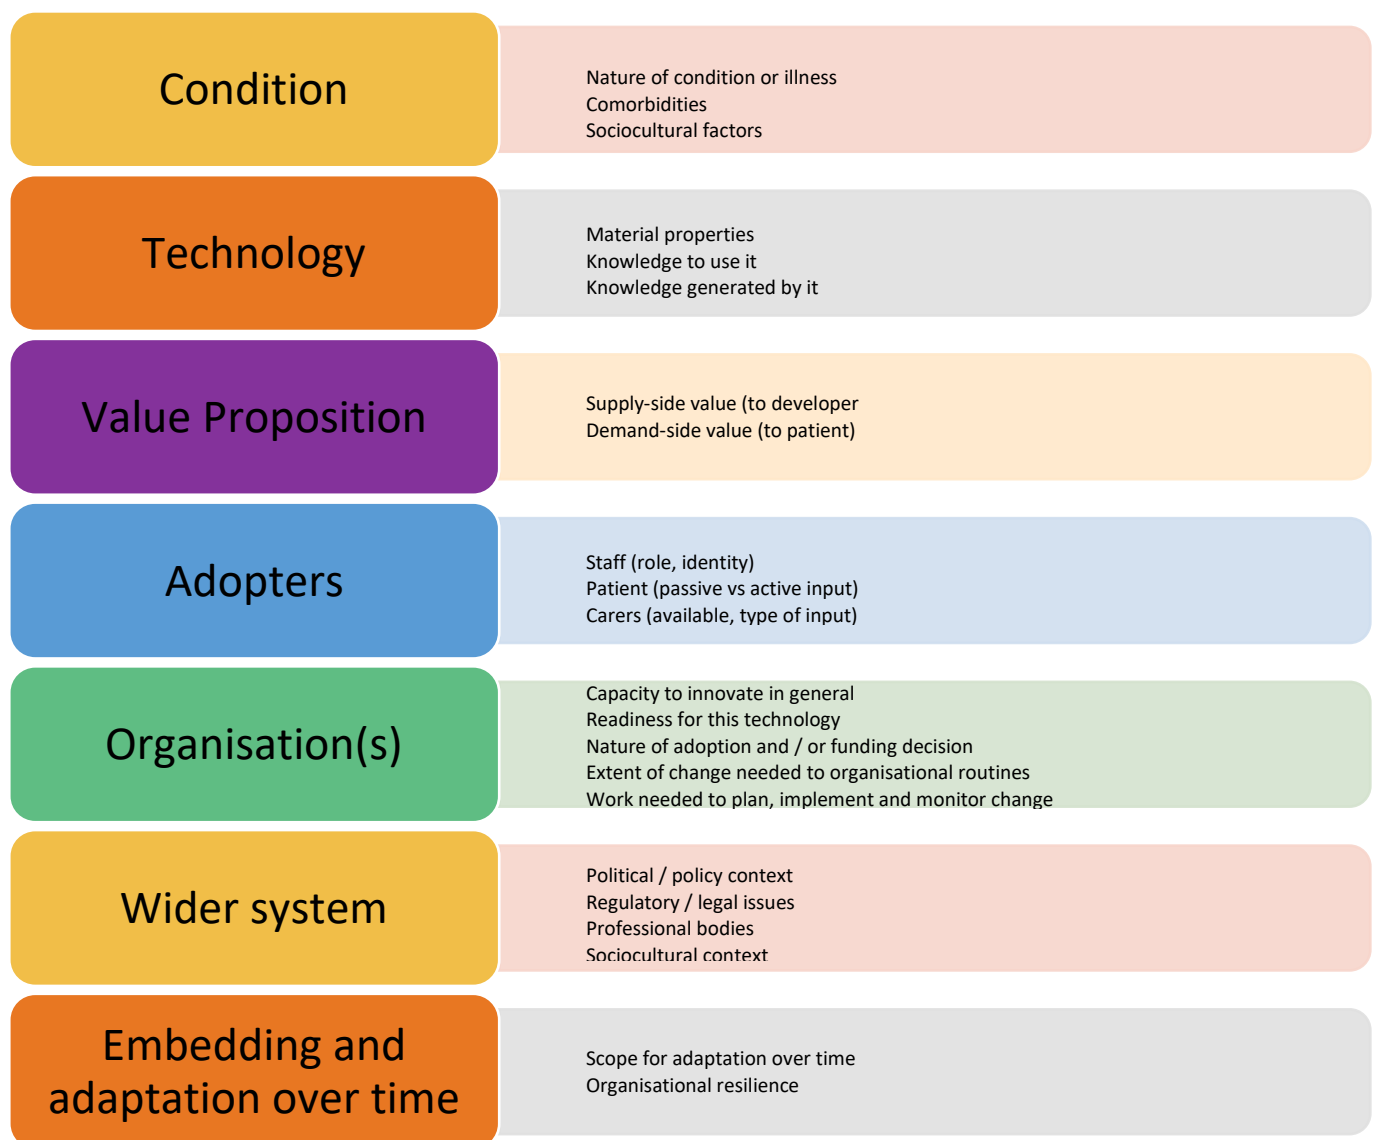 Condition
Nature of condition or illness
Comorbidities
Sociocultural factors
Technology
Material properties
Knowledge to use it
Knowledge generated by it
Value Proposition
Supply-side value (to developer
Demand-side value (to patient)
Adopters
Staff (role, identity)
Patient (passive vs active input)
Carers (available, type of input)
Organisation(s)
Capacity to innovate in general
Readiness for this technology
Nature of adoption and / or funding decision
Extent of change needed to organisational routines
Work needed to plan, implement and monitor change
Wider system
Political / policy context
Regulatory / legal issues
Professional bodies
Sociocultural context
Embedding and
adaptation over time
Scope for adaptation over time
Organisational resilience